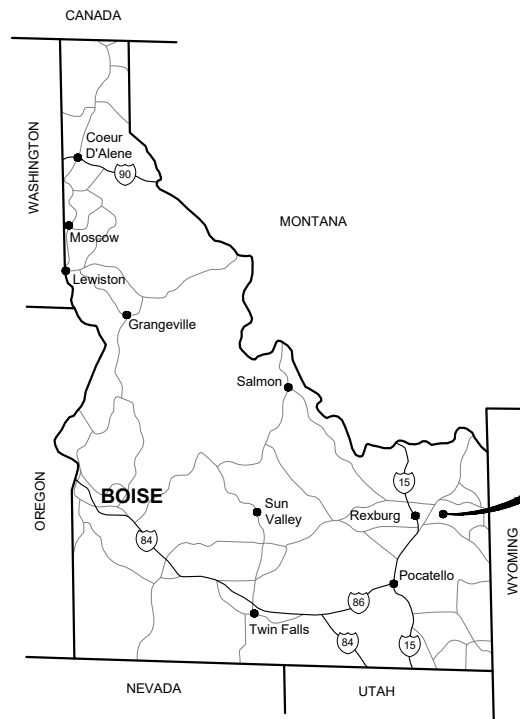 CANADA
WASHINGTON
Coeur
D'Alene
90
MONTANA
Moscow
Lewiston
Grangeville
Salmon
OREGON
BOISE
84
Sun
Valley
15
Rexburg
WYOMING
Pocatello
86
Twin Falls
84
15
NEVADA
UTAH